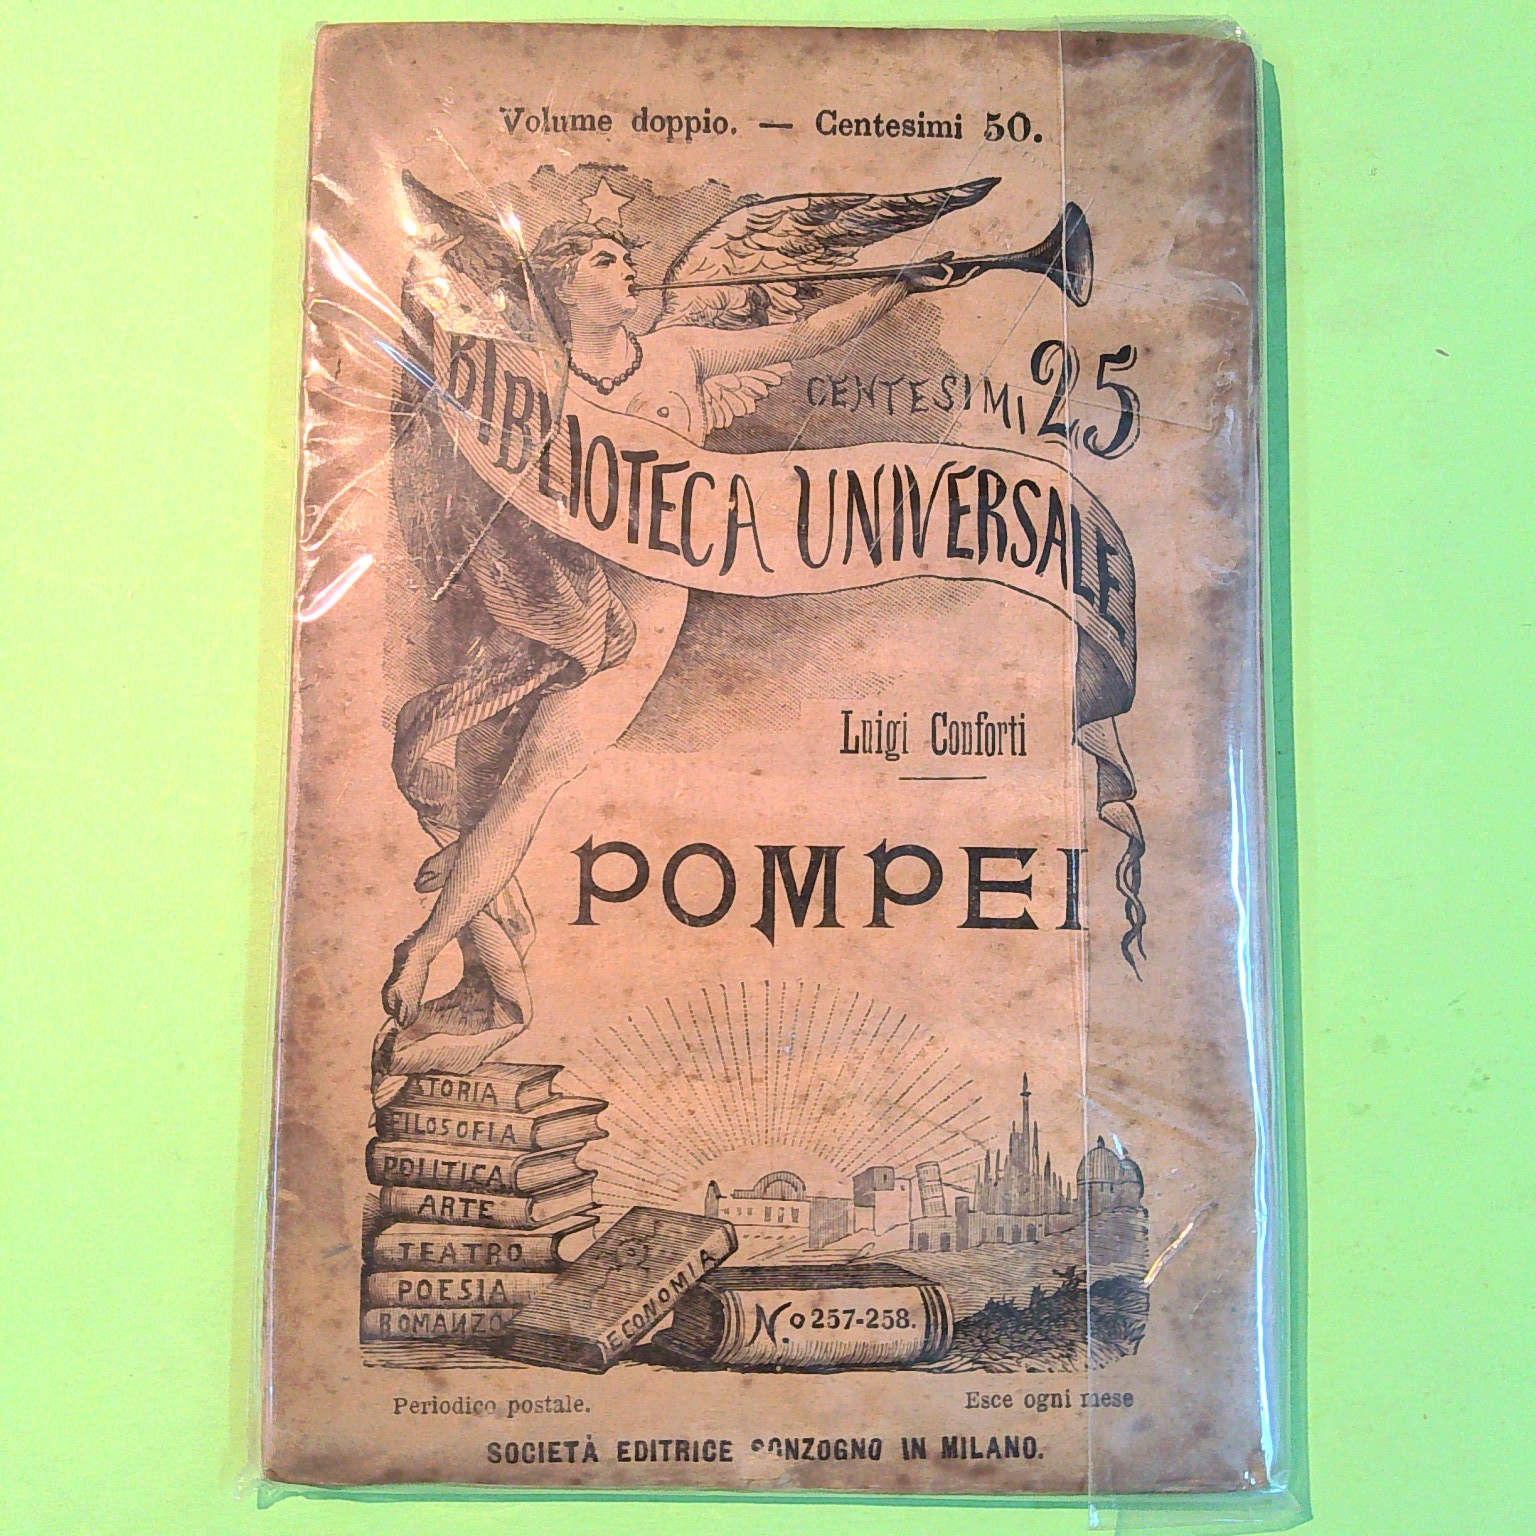 Volume doppio. — Centesimi 50.
CENTESIMI 25
BIBLIOTECA UNIVERSALE
Luigi Conforti
POMPEI
STORIA
FILOSOFIA
POLITICA
ARTE
TEATRO
POESIA
ROMANZO
ECONOMIA
N.o 257-258.
Periodico postale.
Esce ogni mese
SOCIETÀ EDITRICE SONZOGNO IN MILANO.